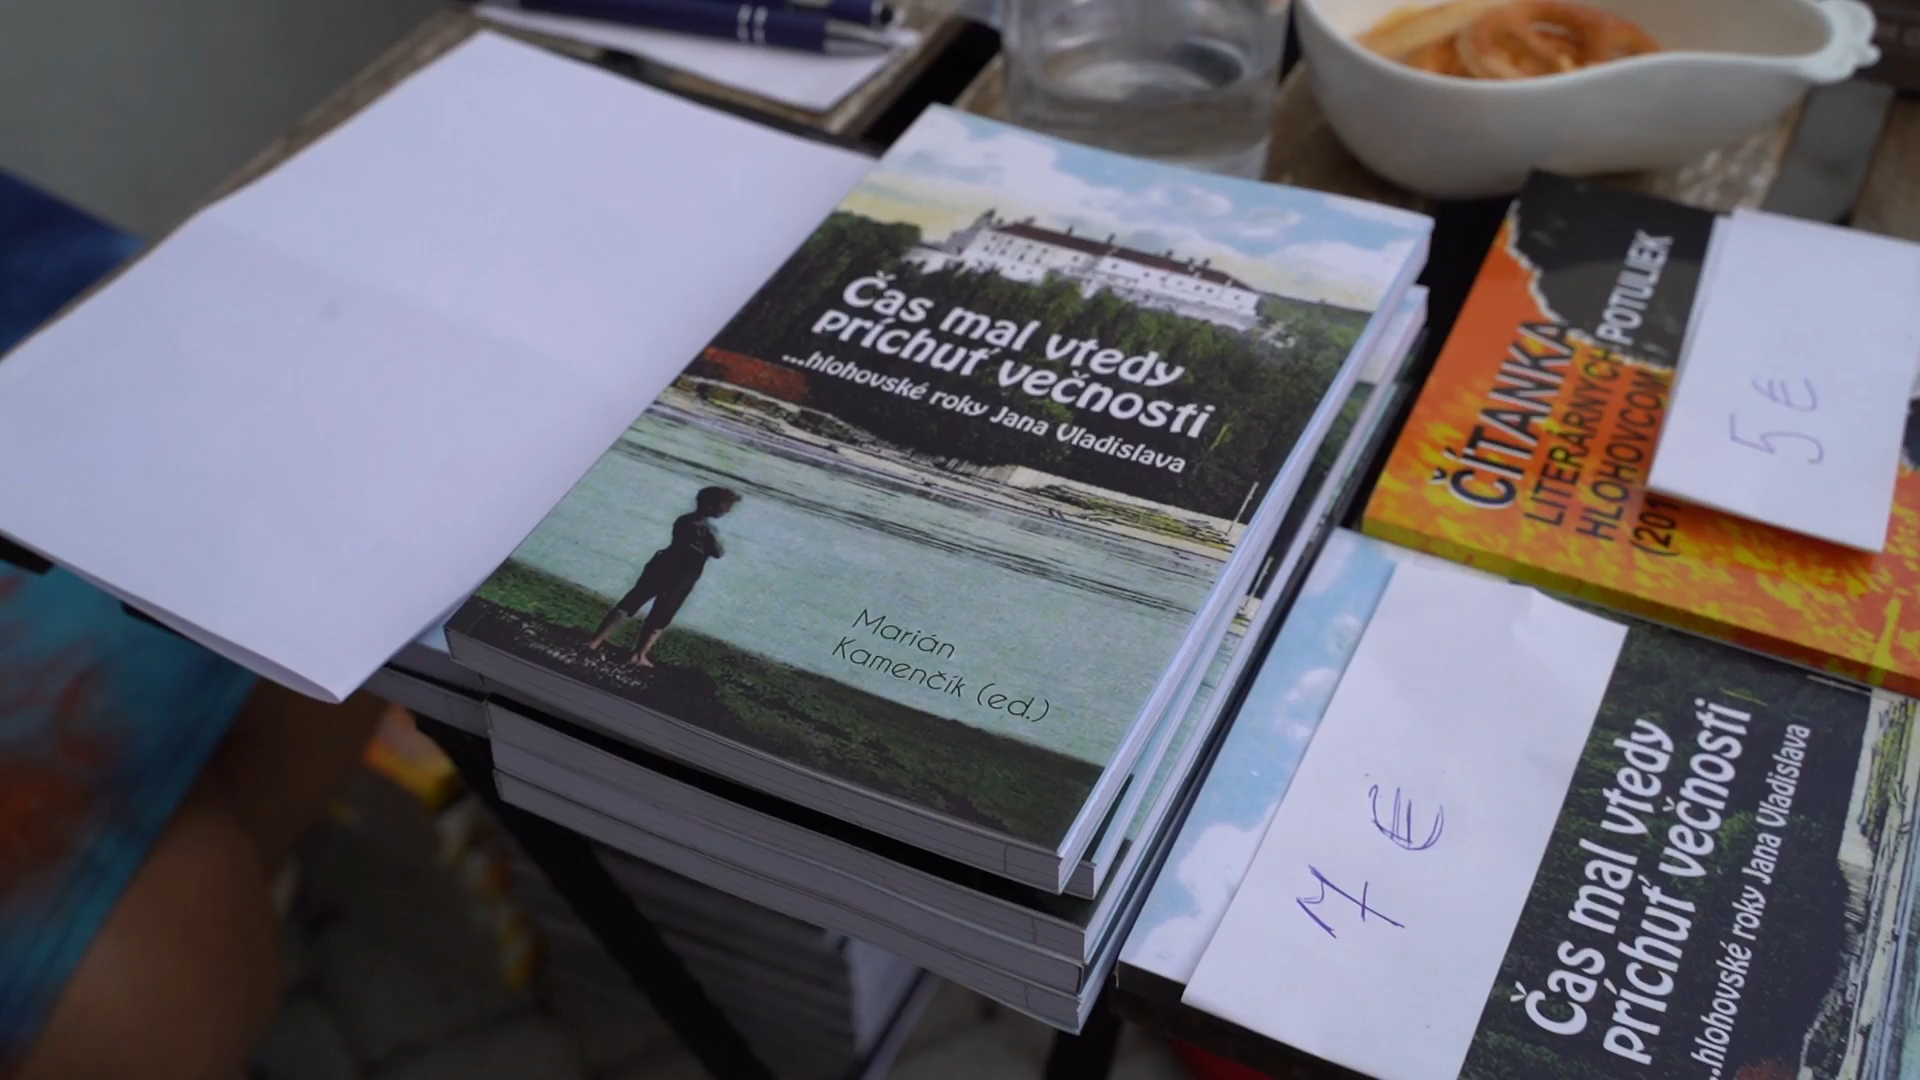 Čas mal vtedy
príchuť večnosti
...hlohovské roky Jana Vladislava
Marián
Kamenčík (ed.)
ČÍTANKA
LITERÁRNYCH POTULIEK
HLOHOVCOM
(201
5 €
7 €
Čas mal vtedy
príchuť večnosti
...hlohovské roky Jana Vladislava